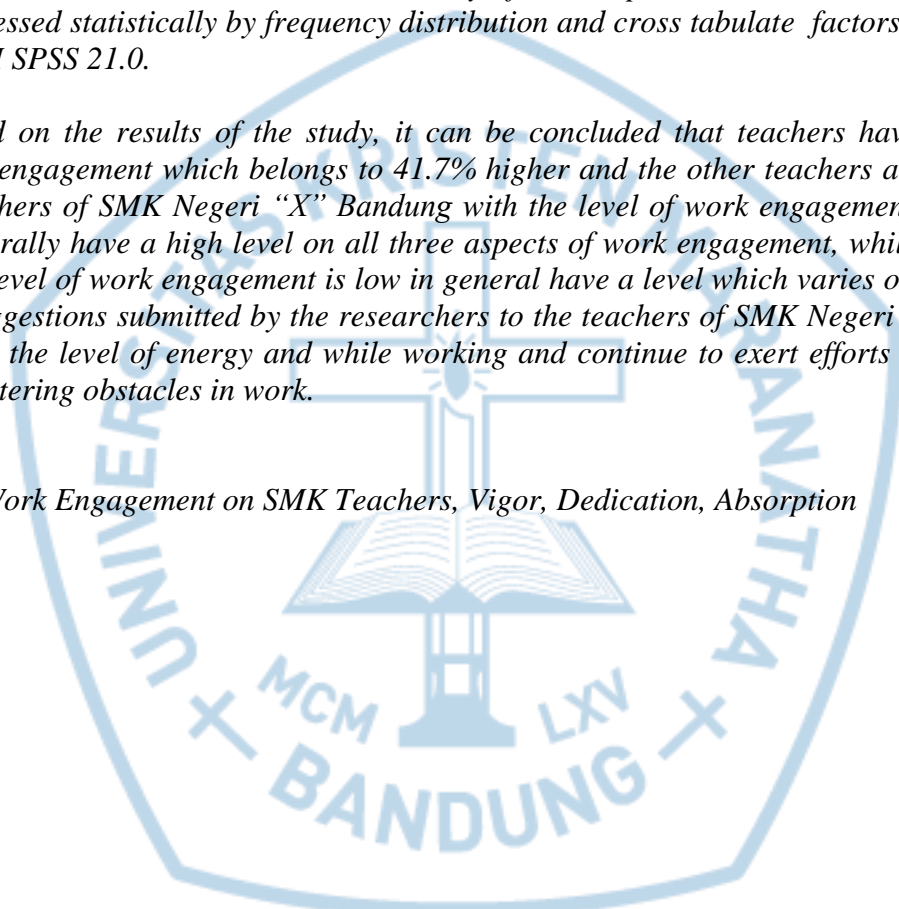 essed statistically by frequency distribution and cross tabulate factors
SPSS 21.0.
on the results of the study, it can be concluded that teachers hav
engagement which belongs to 41.7% higher and the other teachers a
hers of SMK Negeri “X” Bandung with the level of work engagemen
rally have a high level on all three aspects of work engagement, whil
evel of work engagement is low in general have a level which varies o
ggestions submitted by the researchers to the teachers of SMK Negeri
the level of energy and while working and continue to exert efforts
tering obstacles in work.
Work Engagement on SMK Teachers, Vigor, Dedication, Absorption
UNIVERSITAS KRISTEN MARANATHA
MCM LXV
BANDUNG